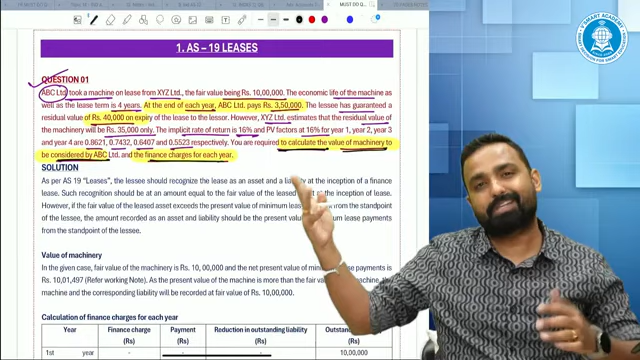 MUST DO Q...
V SMART ACADEMY
1. AS – 19 LEASES
QUESTION 01
ABC Ltd. took a machine on lease from XYZ Ltd., the fair value being of Rs. 10,00,000. The economic life of the machine as
well as the lease term is 4 years. At the end of each year, ABC Ltd. pays Rs. 3,50,000. The lessee has guaranteed a
residual value of Rs. 40,000 on expiry of the lease to the lessor. However, XYZ Ltd. estimates that the residual value of
the machinery will be Rs. 35,000 only. The implicit rate of return is 16% and PV factors at 16% for year 1, year 2, year 3
and year 4 are 0.8621, 0.7432, 0.6407 and 0.5523 respectively. You are required to calculate the value of machinery to
be considered by ABC Ltd. and the finance charges for each year.
SOLUTION
As per AS 19 "Leases", the lessee should recognize the lease as an asset and a liability at the inception of a finance
lease. Such recognition should be at an amount equal to the fair value of the leased at the inception of lease.
However, if the fair value of the leased asset exceeds the present value of minimum lease from the standpoint
of the lessee, the amount recorded as an asset and liability should be the present value minimum lease payments
from the standpoint of the lessee.
Value of machinery
In the given case, fair value of the machinery is Rs. 10, 00,000 and the net present value of minimum payments is
Rs. 10,01,497 (Refer working Note). As the present value of the machine is more than the fair value the
machine and the corresponding liability will be recorded at fair value of Rs. 10,00,000.
Calculation of finance charges for each year
Year Finance charge (Rs) Payment (Rs) Reduction in outstanding liability (Rs)
1st year — — 10,00,000